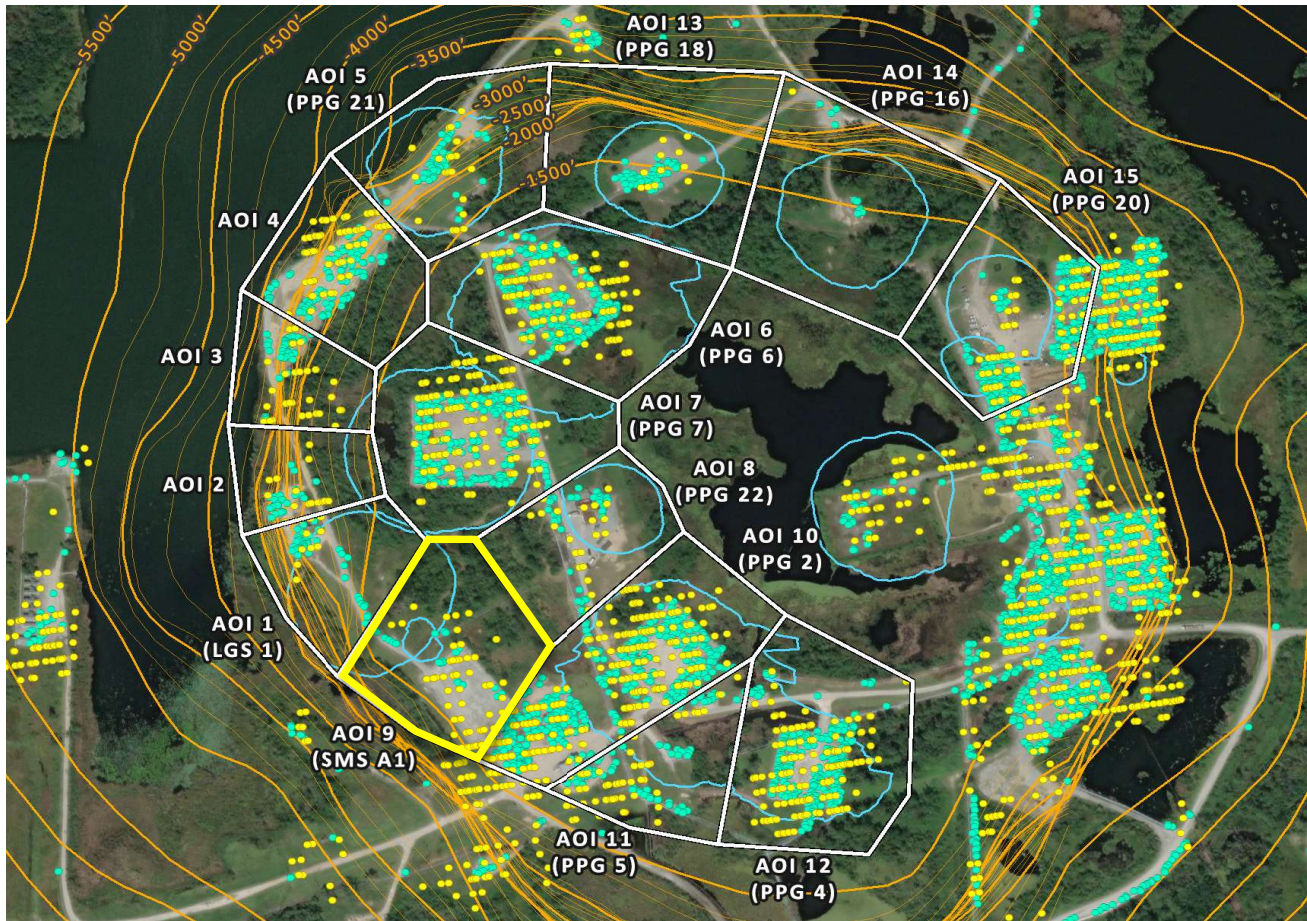 -5500'
-5000'
-4500'
-4000'
-3500'
-3000'
-2500'
-2000'
-1500'
AOI 13
(PPG 18)
AOI 5
(PPG 21)
AOI 14
(PPG 16)
AOI 15
(PPG 20)
AOI 4
AOI 3
AOI 6
(PPG 6)
AOI 7
(PPG 7)
AOI 2
AOI 8
(PPG 22)
AOI 10
(PPG 2)
AOI 1
(LGS 1)
AOI 9
(SMS A1)
AOI 11
(PPG 5)
AOI 12
(PPG 4)